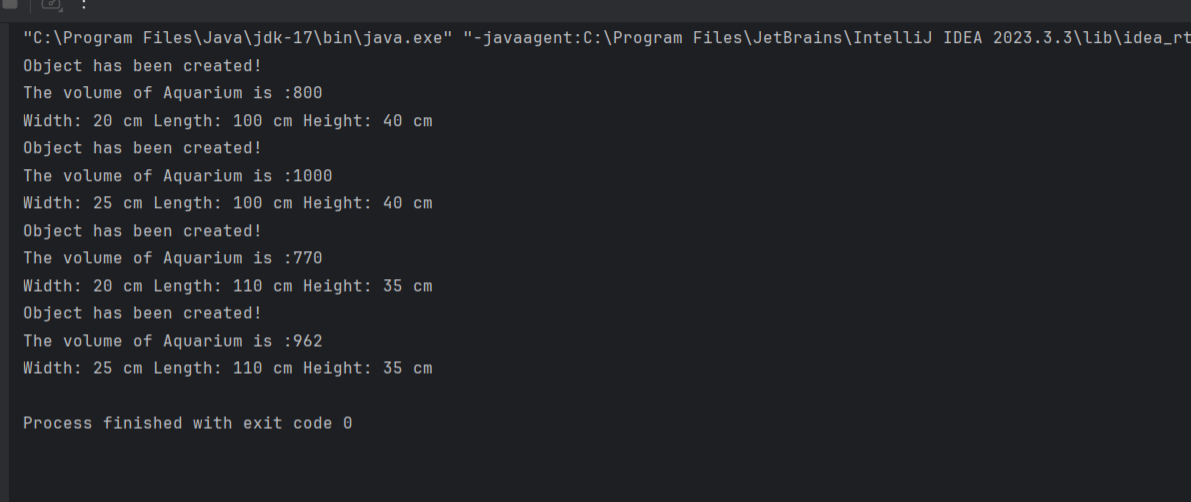 "C:\Program Files\Java\jdk-17\bin\java.exe" "-javaagent:C:\Program Files\JetBrains\IntelliJ IDEA 2023.3.3\lib\idea_rt
Object has been created!
The volume of Aquarium is :800
Width: 20 cm Length: 100 cm Height: 40 cm
Object has been created!
The volume of Aquarium is :1000
Width: 25 cm Length: 100 cm Height: 40 cm
Object has been created!
The volume of Aquarium is :770
Width: 20 cm Length: 110 cm Height: 35 cm
Object has been created!
The volume of Aquarium is :962
Width: 25 cm Length: 110 cm Height: 35 cm
Process finished with exit code 0